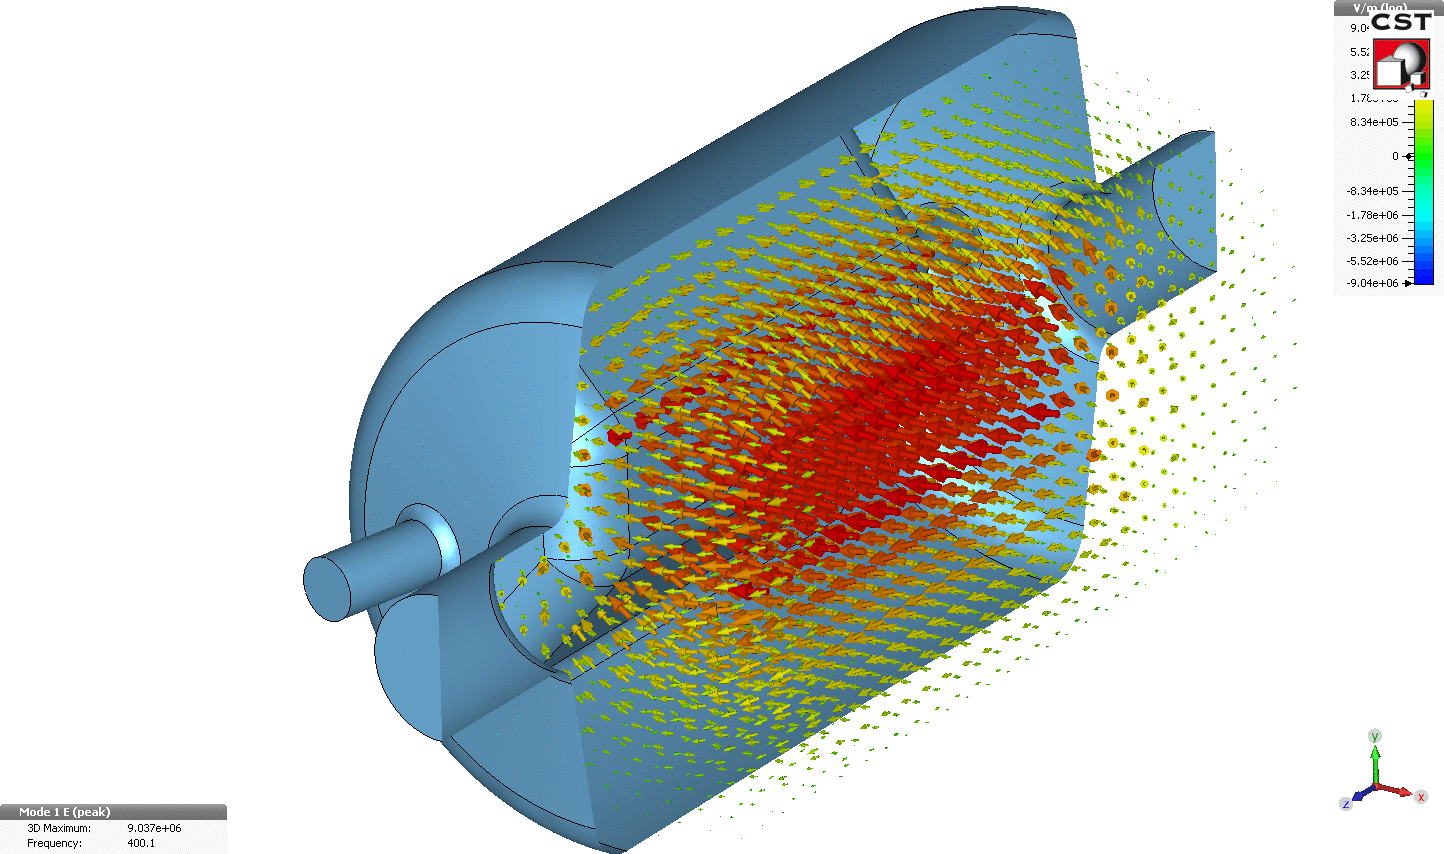 V/m (log)
CST
8.34e+05
0
-8.34e+05
-1.78e+06
-3.25e+06
-5.52e+06
-9.04e+06
y
x
z
Mode 1 E (peak)
3D Maximum: 9.037e+06
Frequency: 400.1